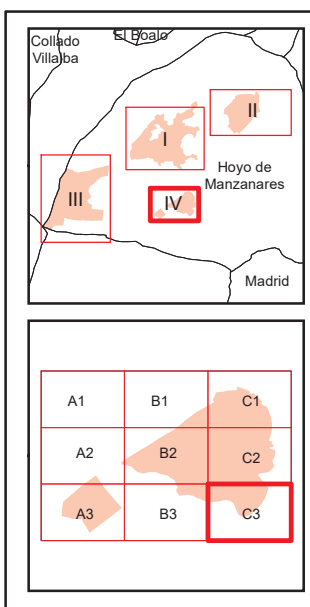 El Boalo
Collado
Villalba
II
I
Hoyo de
Manzanares
III
IV
Madrid
A1 B1 C1
A2 B2 C2
A3 B3 C3